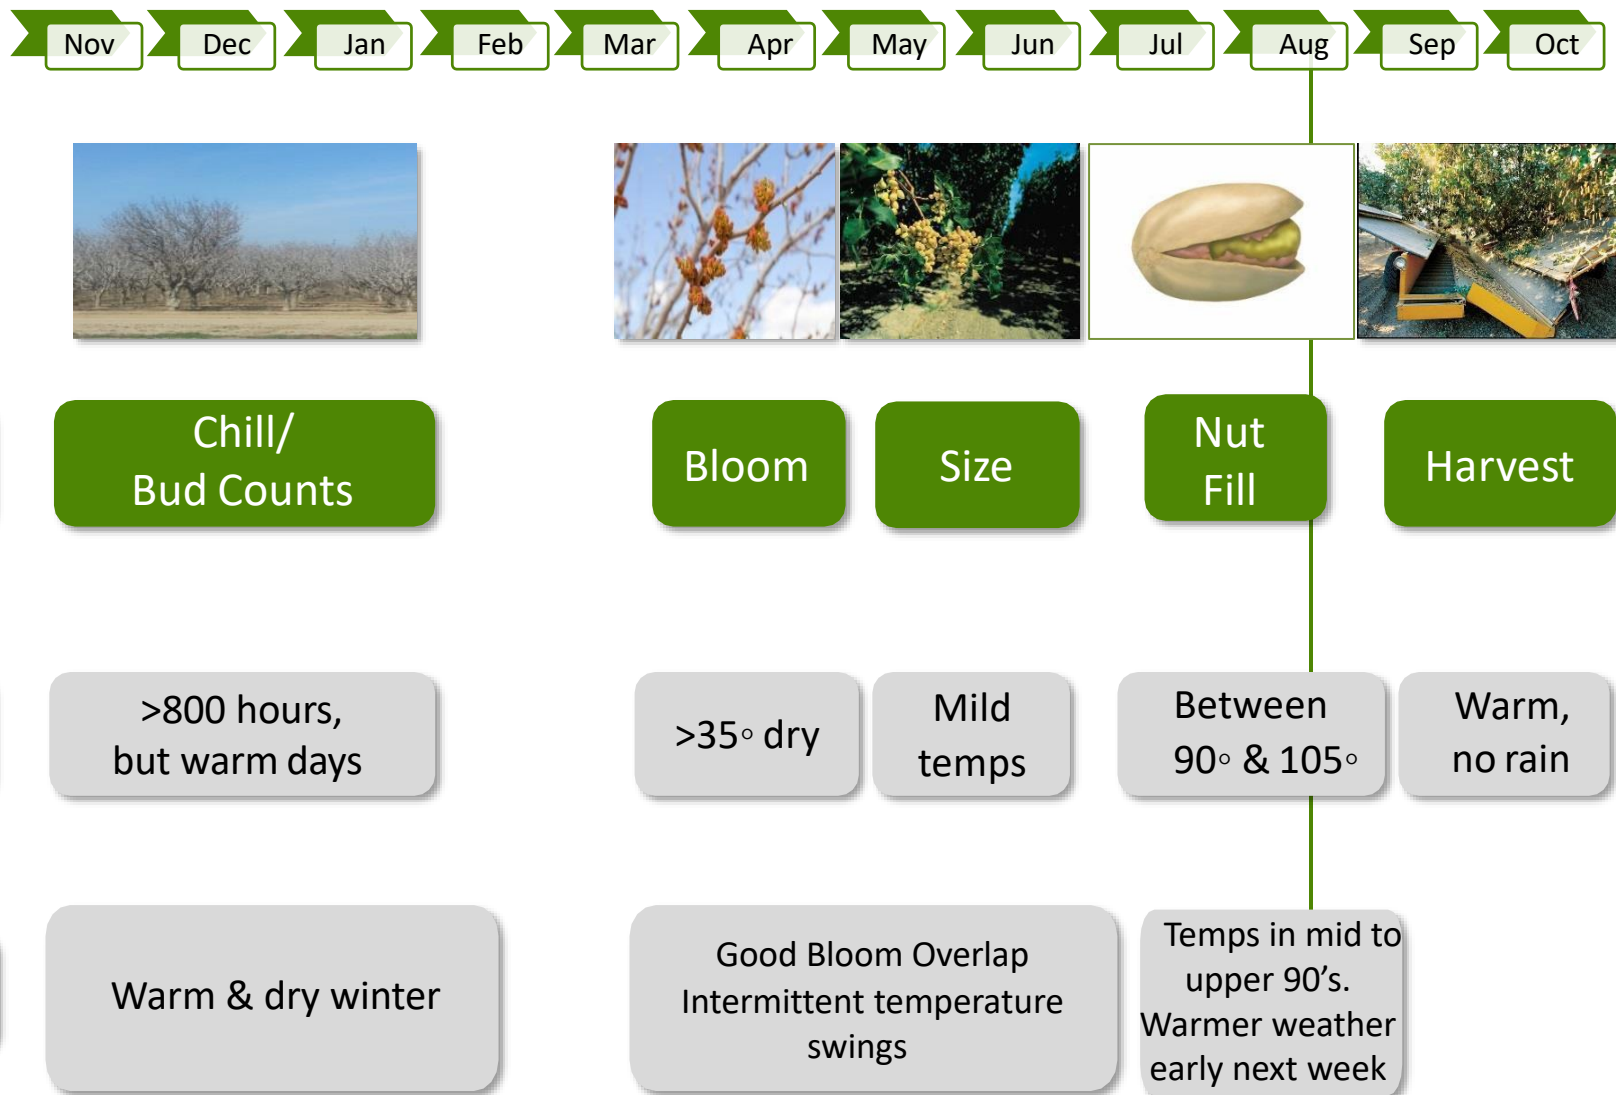 Nov Dec Jan Feb Mar Apr May Jun Jul Aug Sep Oct
Chill/
Bud Counts
Bloom
Size
Nut
Fill
Harvest
>800 hours,
but warm days
>35◦ dry
Mild
temps
Between
90◦ & 105◦
Warm,
no rain
Warm & dry winter
Good Bloom Overlap
Intermittent temperature
swings
Temps in mid to
upper 90’s.
Warmer weather
early next week